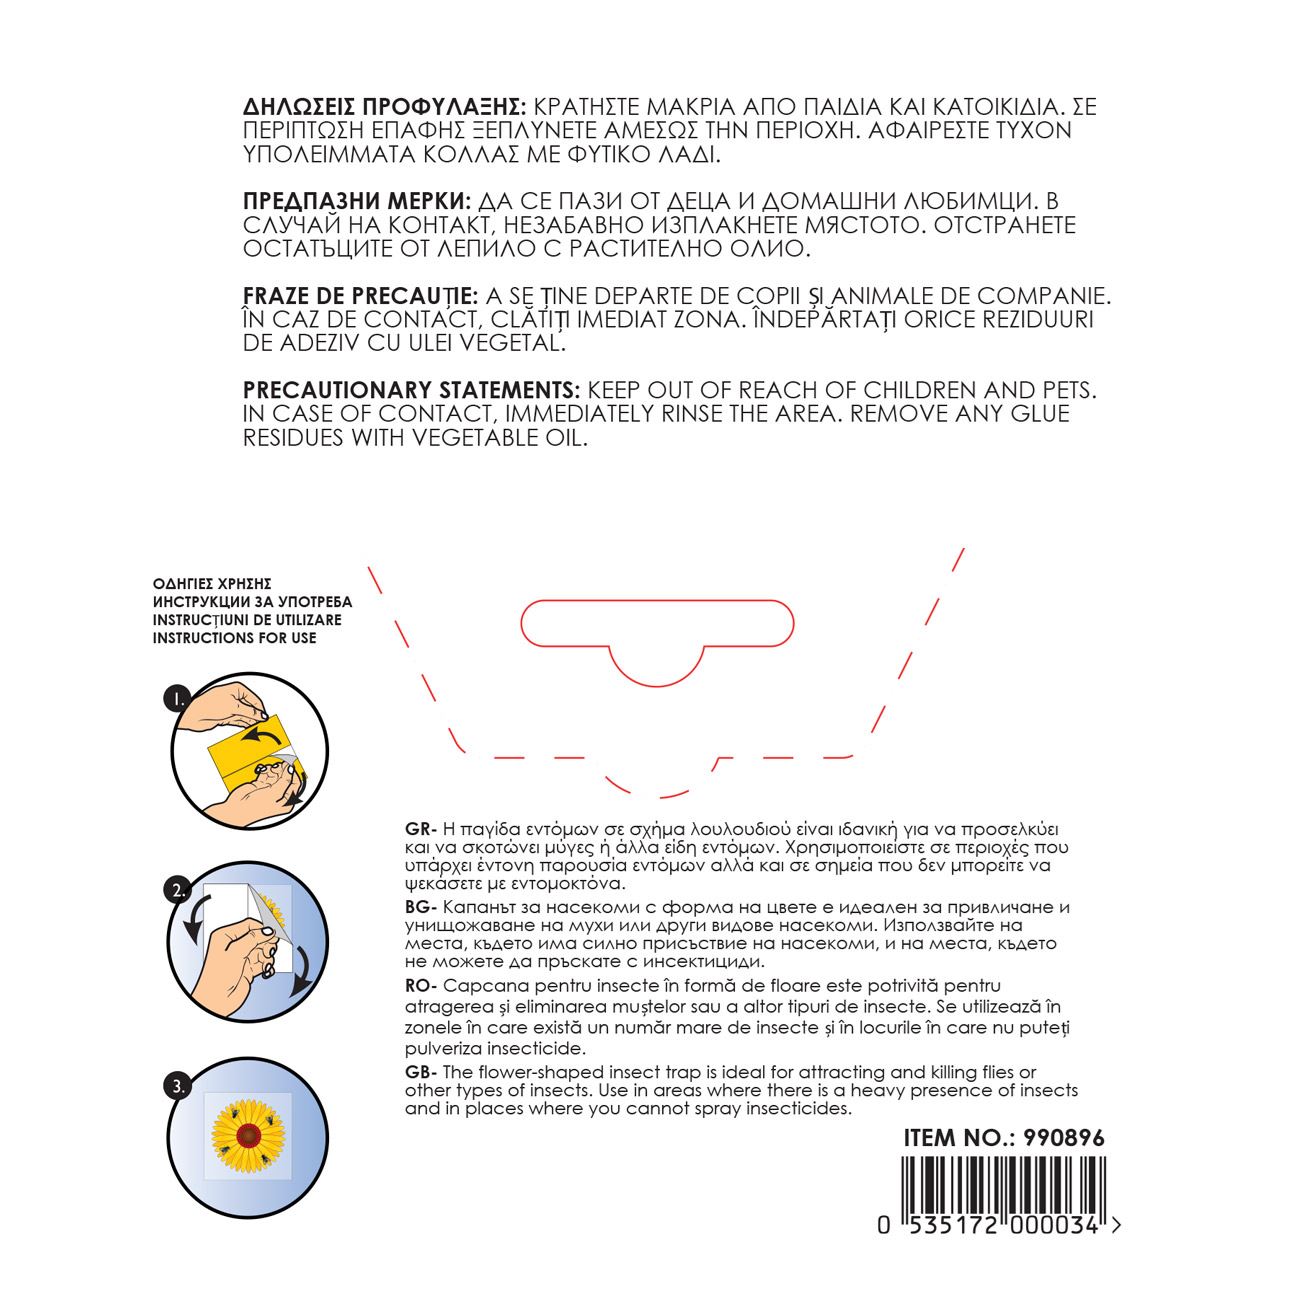 ΔΗΛΩΣΕΙΣ ΠΡΟΦΥΛΑΞΗΣ: ΚΡΑΤΗΣΤΕ ΜΑΚΡΙΑ ΑΠΟ ΠΑΙΔΙΑ ΚΑΙ ΚΑΤΟΙΚΙΔΙΑ. ΣΕ
ΠΕΡΙΠΤΩΣΗ ΕΠΑΦΗΣ ΞΕΠΛΥΝΕΤΕ ΑΜΕΣΩΣ ΤΗΝ ΠΕΡΙΟΧΗ. ΑΦΑΙΡΕΣΤΕ ΤΥΧΟΝ
ΥΠΟΛΕΙΜΜΑΤΑ ΚΟΛΛΑΣ ΜΕ ΦΥΤΙΚΟ ΛΑΔΙ.
ПРЕДПАЗНИ МЕРКИ: ДА СЕ ПАЗИ ОТ ДЕЦА И ДОМАШНИ ЛЮБИМЦИ. В
СЛУЧАЙ НА КОНТАКТ, НЕЗАБАВНО ИЗПЛАКНЕТЕ МЯСТОТО. ОТСТРАНЕТЕ
ОСТАТЪЦИТЕ ОТ ЛЕПИЛО С РАСТИТЕЛНО ОЛИО.
FRAZE DE PRECAUȚIE: A SE ȚINE DEPARTE DE COPII ȘI ANIMALE DE COMPANIE.
ÎN CAZ DE CONTACT, CLĂTIȚI IMEDIAT ZONA. ÎNDEPĂRTAȚI ORICE REZIDUURI
DE ADEZIV CU ULEI VEGETAL.
PRECAUTIONARY STATEMENTS: KEEP OUT OF REACH OF CHILDREN AND PETS.
IN CASE OF CONTACT, IMMEDIATELY RINSE THE AREA. REMOVE ANY GLUE
RESIDUES WITH VEGETABLE OIL.
ΟΔΗΓΙΕΣ ΧΡΗΣΗΣ
ИНСТРУКЦИИ ЗА УПОТРЕБА
INSTRUCȚIUNI DE UTILIZARE
INSTRUCTIONS FOR USE
1.
2.
3.
GR- Η παγίδα εντόμων σε σχήμα λουλουδιού είναι ιδανική για να προσελκύει
και να σκοτώνει μύγες ή άλλα είδη εντόμων. Χρησιμοποιείστε σε περιοχές που
υπάρχει έντονη παρουσία εντόμων αλλά και σε σημεία που δεν μπορείτε να
ψεκάσετε με εντομοκτόνα.
BG- Капанът за насекоми с форма на цвете е идеален за привличане и
унищожаване на мухи или други видове насекоми. Използвайте на
места, където има силно присъствие на насекоми, и на места, където
не можете да пръскате с инсектициди.
RO- Capcana pentru insecte în formă de floare este potrivită pentru
atragerea și eliminarea muștelor sau a altor tipuri de insecte. Se utilizează în
zonele în care există un număr mare de insecte și în locurile în care nu puteți
pulveriza insecticide.
GB- The flower-shaped insect trap is ideal for attracting and killing flies or
other types of insects. Use in areas where there is a heavy presence of insects
and in places where you cannot spray insecticides.
ITEM NO.: 990896
0 535172 000034 >